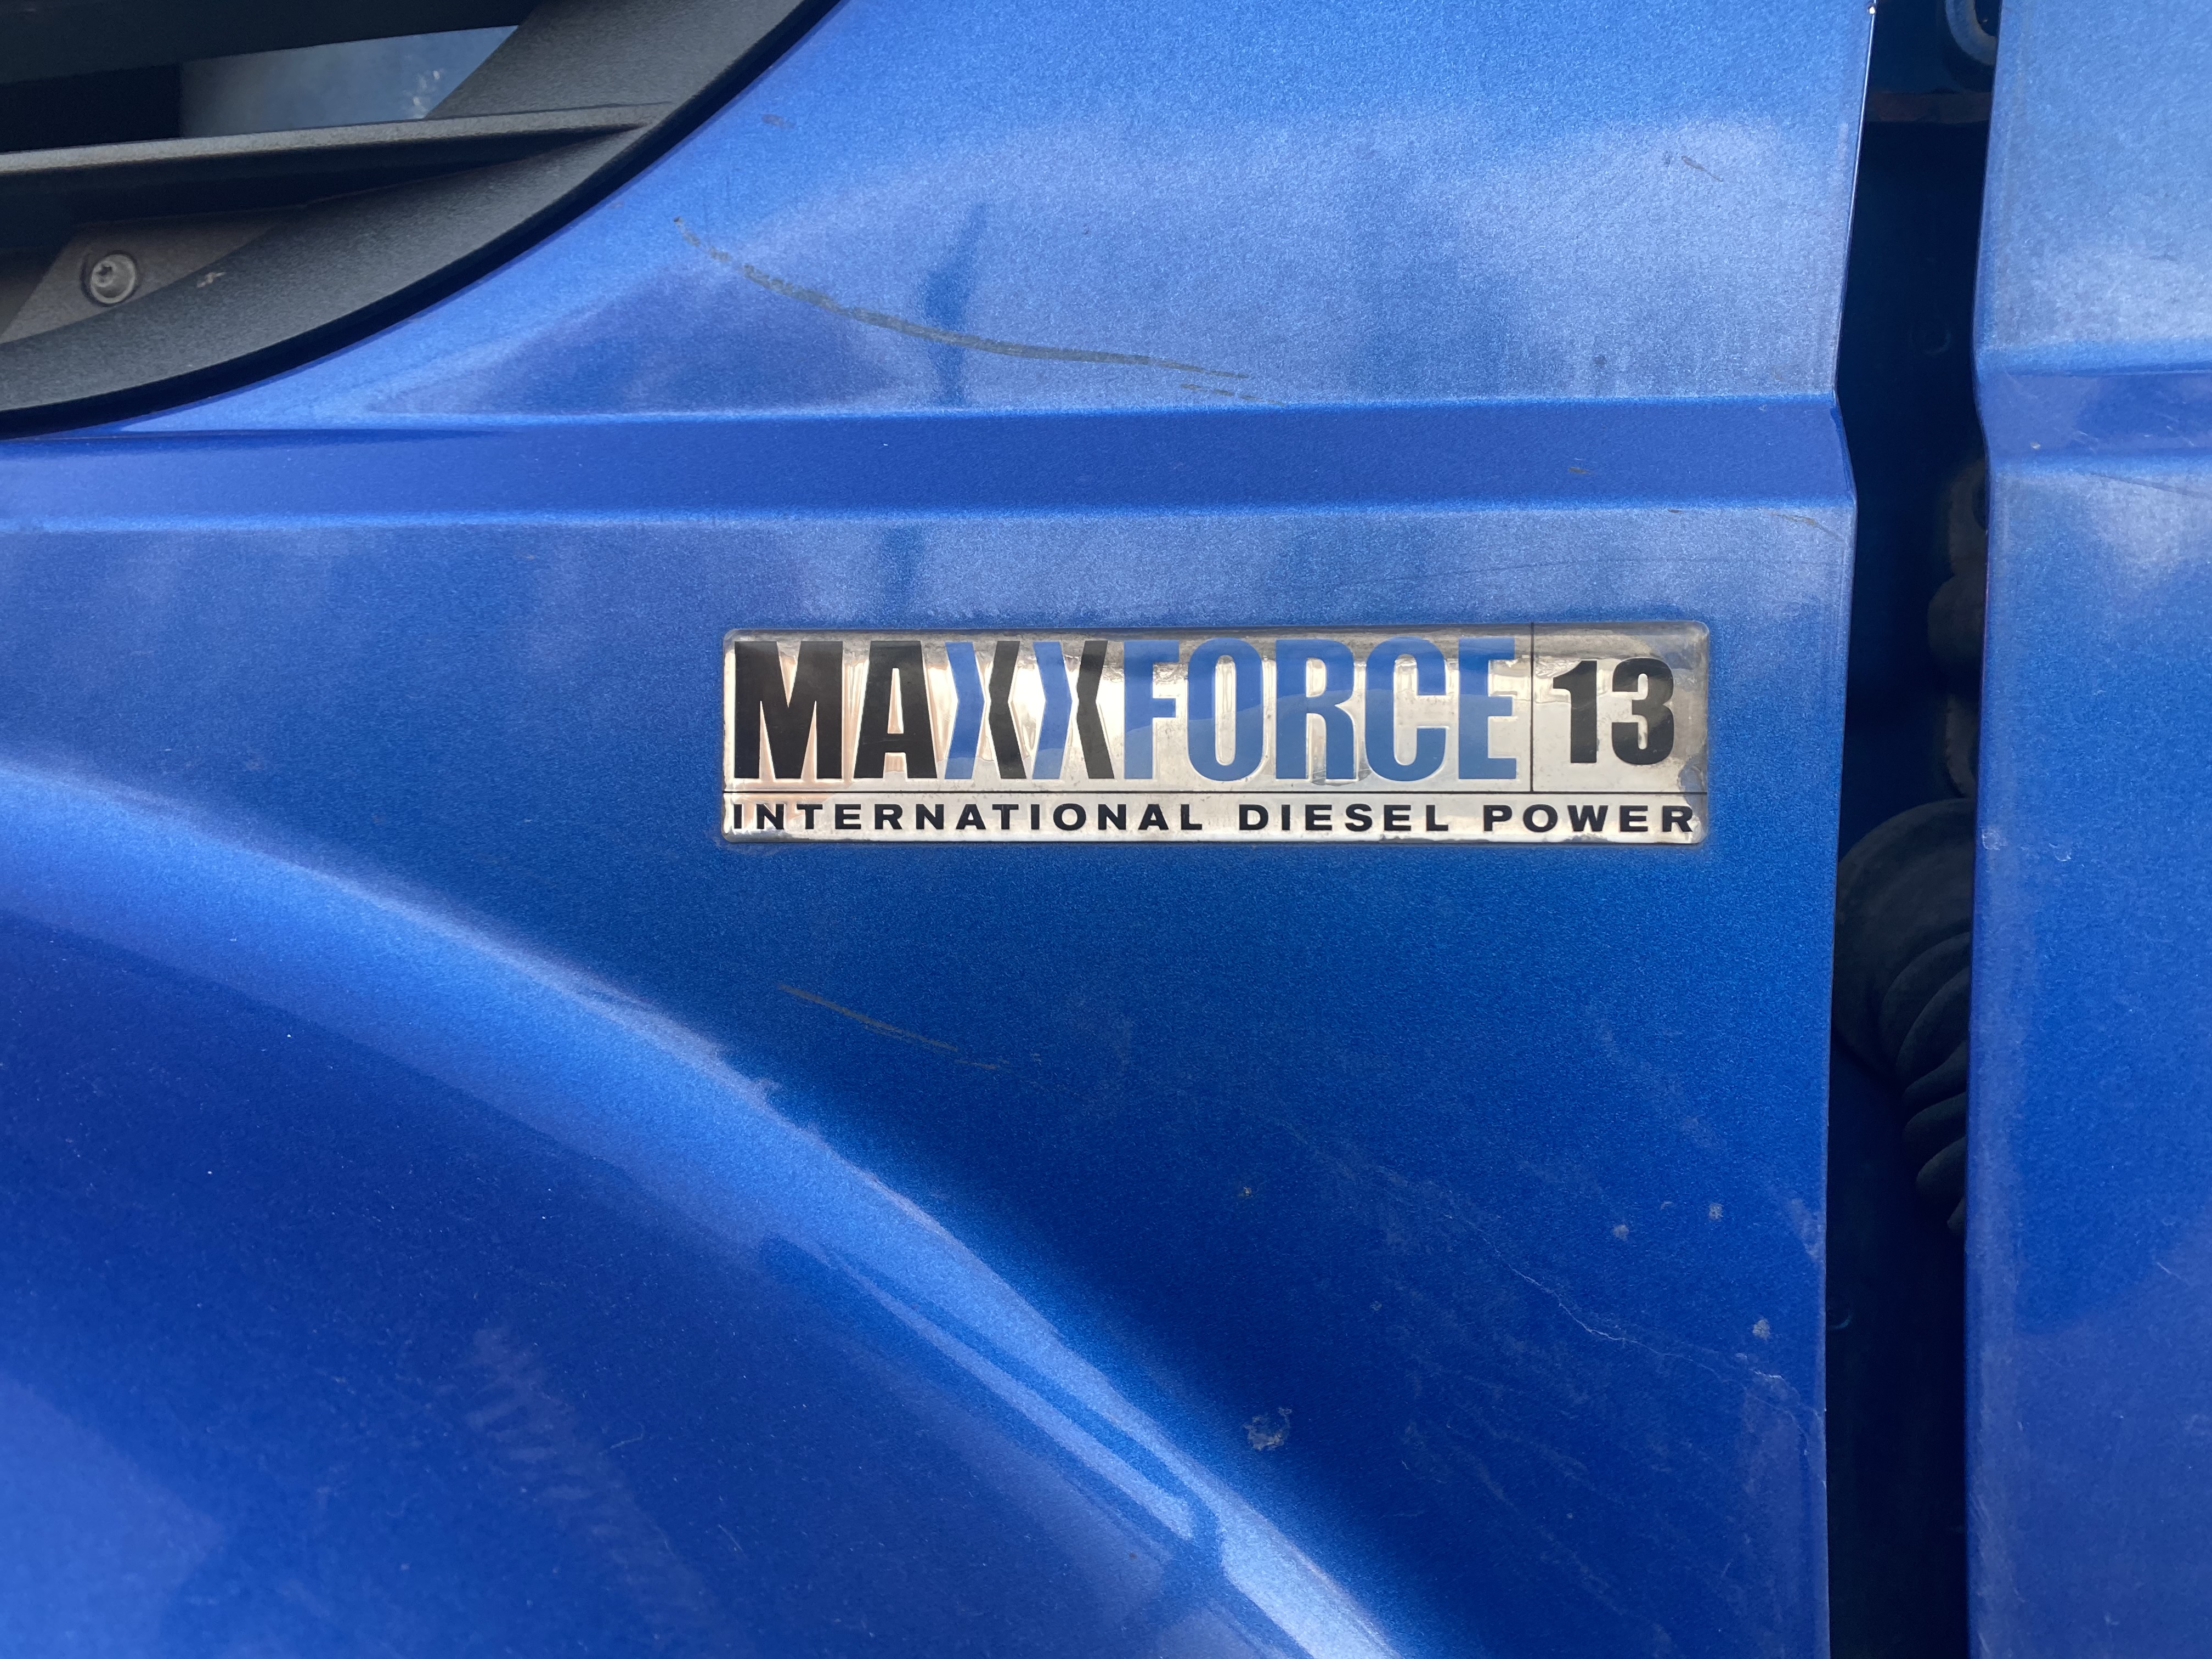 MAXXFORCE 13
INTERNATIONAL DIESEL POWER